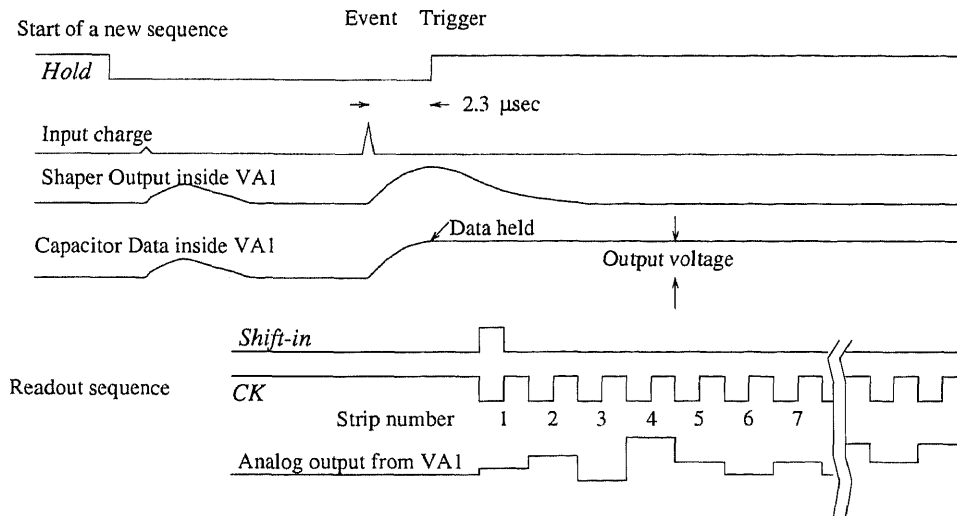 Event Trigger
Start of a new sequence
Hold
2.3 μsec
Input charge
Shaper Output inside VA1
Data held
Capacitor Data inside VA1
Output voltage
Shift-in
Readout sequence
CK
Strip number 1 2 3 4 5 6 7
Analog output from VA1